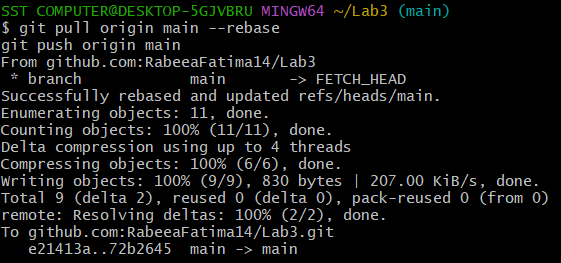 SST COMPUTER@DESKTOP-5GJVBRU MINGW64 ~/Lab3 (main)
$ git pull origin main --rebase
git push origin main
From github.com:RabeeaFatima14/Lab3
 * branch            main       -> FETCH_HEAD
Successfully rebased and updated refs/heads/main.
Enumerating objects: 11, done.
Counting objects: 100% (11/11), done.
Delta compression using up to 4 threads
Compressing objects: 100% (6/6), done.
Writing objects: 100% (9/9), 830 bytes | 207.00 KiB/s, done.
Total 9 (delta 2), reused 0 (delta 0), pack-reused 0 (from 0)
remote: Resolving deltas: 100% (2/2), done.
To github.com:RabeeaFatima14/Lab3.git
   e21413a..72b2645  main -> main